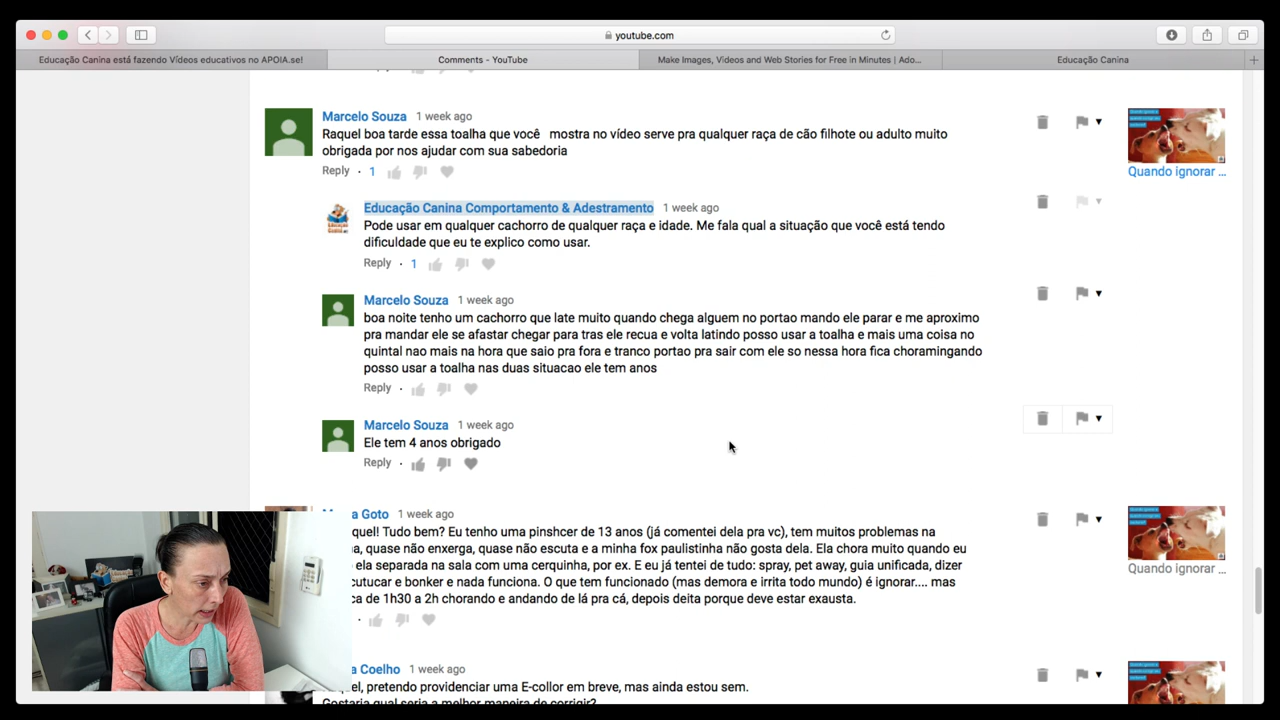 youtube.com
Educação Canina está fazendo Vídeos educativos no APOIA.se!
Comments - YouTube
Make Images, Videos and Web Stories for Free in Minutes | Ado...
Educação Canina
Marcelo Souza 1 week ago
Raquel boa tarde essa toalha que você mostra no vídeo serve pra qualquer raça de cão filhote ou adulto muito
obrigada por nos ajudar com sua sabedoria
Reply · 1
Quando ignorar ...
Educação Canina Comportamento & Adestramento 1 week ago
Pode usar em qualquer cachorro de qualquer raça e idade. Me fala qual a situação que você está tendo
dificuldade que eu te explico como usar.
Reply · 1
Marcelo Souza 1 week ago
boa noite tenho um cachorro que late muito quando chega alguem no portao mando ele parar e me aproximo
pra mandar ele se afastar chegar para tras ele recua e volta latindo posso usar a toalha e mais uma coisa no
quintal nao mais na hora que saio pra fora e tranco portao pra sair com ele so nessa hora fica choramingando
posso usar a toalha nas duas situacao ele tem anos
Reply ·
Marcelo Souza 1 week ago
Ele tem 4 anos obrigado
Reply ·
a Goto 1 week ago
quel! Tudo bem? Eu tenho uma pinshcer de 13 anos (já comentei dela pra vc), tem muitos problemas na
a, quase não enxerga, quase não escuta e a minha fox paulistinha não gosta dela. Ela chora muito quando eu
ela separada na sala com uma cerquinha, por ex. E eu já tentei de tudo: spray, pet away, guia unificada, dizer
cutucar e bonker e nada funciona. O que tem funcionado (mas demora e irrita todo mundo) é ignorar.... mas
ca de 1h30 a 2h chorando e andando de lá pra cá, depois deita porque deve estar exausta.
Quando ignorar ...
a Coelho 1 week ago
quel, pretendo providenciar uma E-collor em breve, mas ainda estou sem.
Gostaria qual seria a melhor maneira de corrigir?